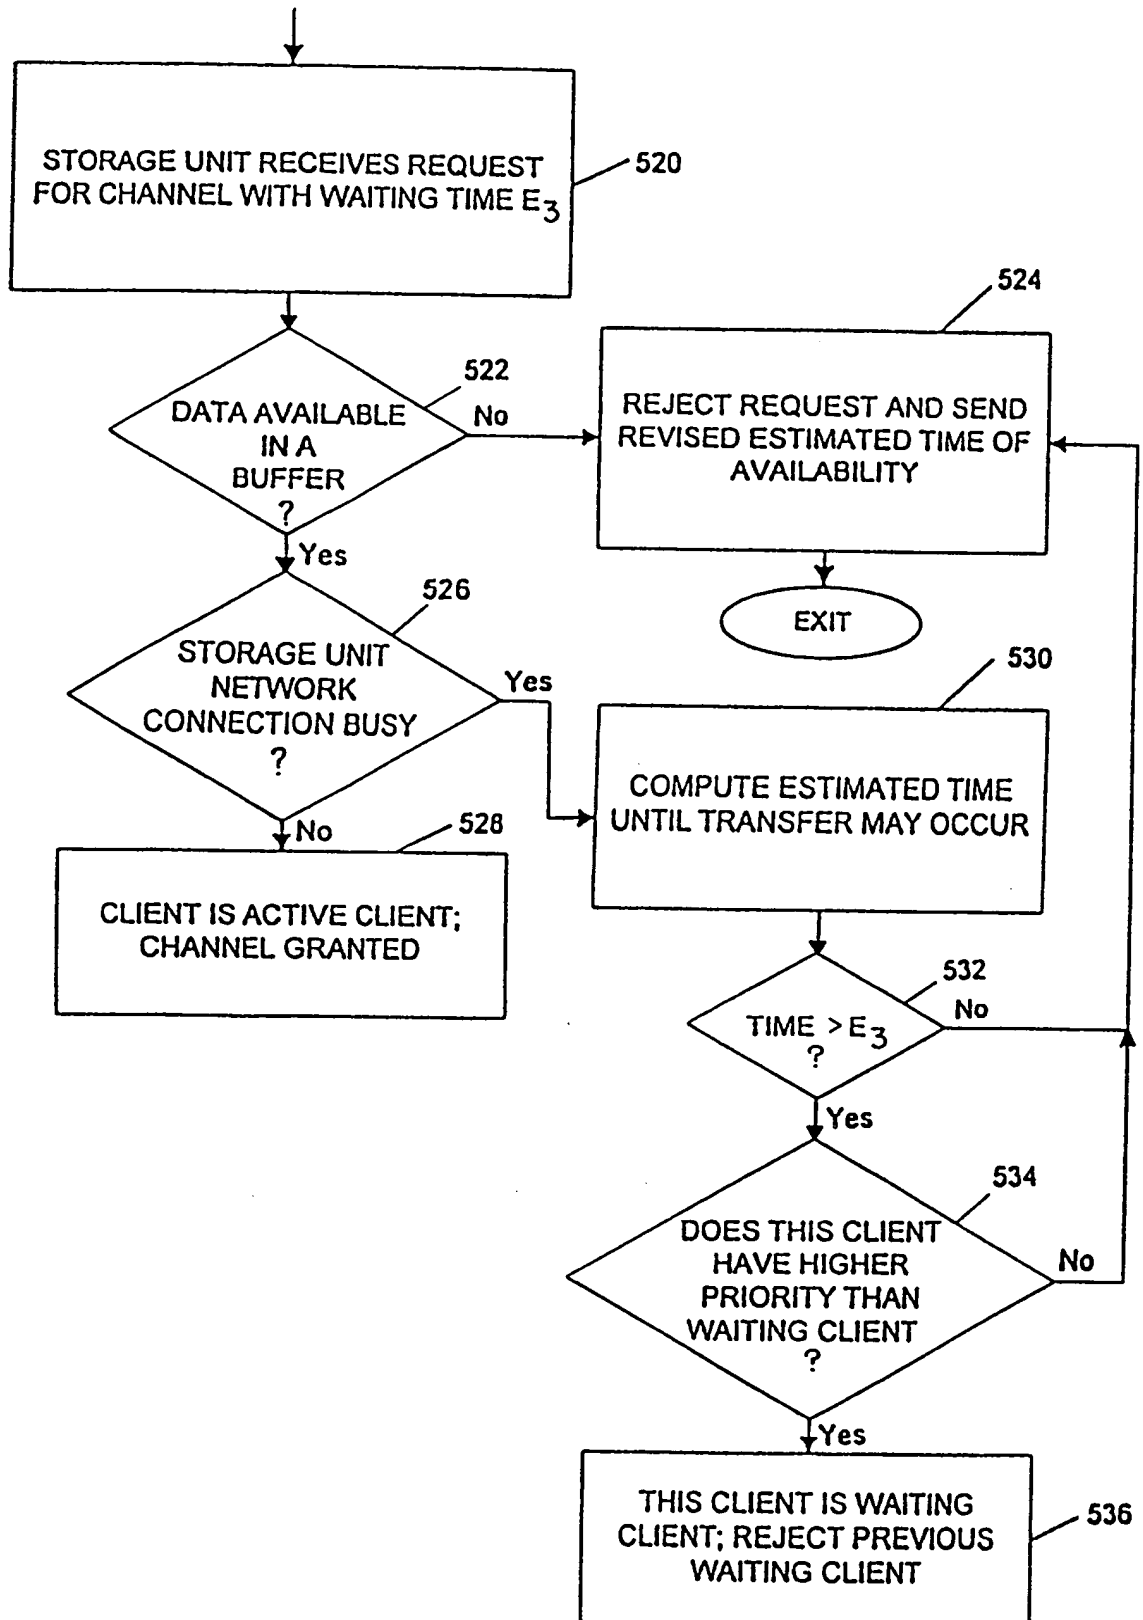 STORAGE UNIT RECEIVES REQUEST
FOR CHANNEL WITH WAITING TIME E3
520
524
522
DATA AVAILABLE
IN A
BUFFER
?
No
REJECT REQUEST AND SEND
REVISED ESTIMATED TIME OF
AVAILABILITY
Yes
EXIT
526
STORAGE UNIT
NETWORK
CONNECTION BUSY
?
Yes
530
COMPUTE ESTIMATED TIME
UNTIL TRANSFER MAY OCCUR
No
528
CLIENT IS ACTIVE CLIENT;
CHANNEL GRANTED
532
TIME > E3
?
No
Yes
534
DOES THIS CLIENT
HAVE HIGHER
PRIORITY THAN
WAITING CLIENT
?
No
Yes
THIS CLIENT IS WAITING
CLIENT; REJECT PREVIOUS
WAITING CLIENT
536